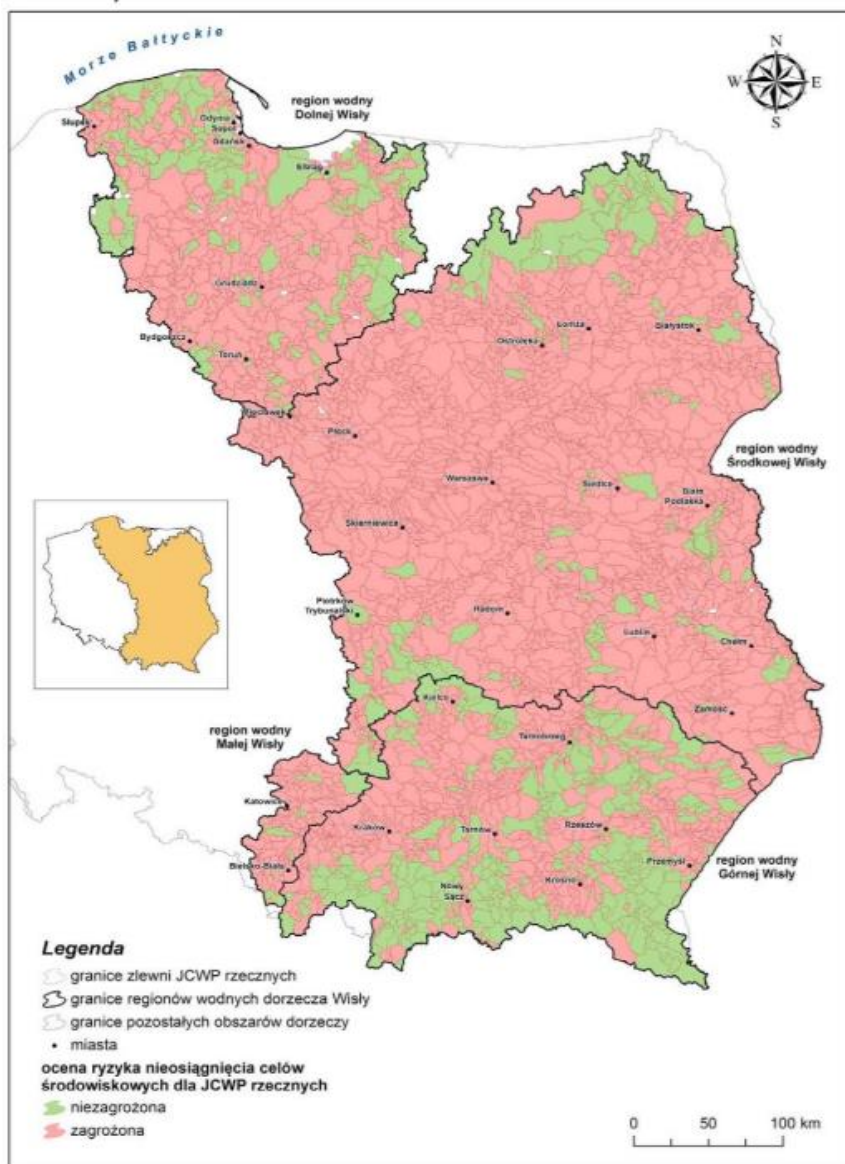 Morze Bałtyckie
N
W E
S
region wodny
Dolnej Wisły
Słupsk
Gdynia
Sopot
Gdańsk
Elbląg
Grudziądz
Bydgoszcz
Toruń
Włocławek
Płock
Ostrołęka
Łomża
Białystok
region wodny
Środkowej Wisły
Warszawa
Siedlce
Biała
Podlaska
Skierniewice
Piotrków
Trybunalski
Radom
Lublin
Chełm
Zamość
Kielce
Tarnobrzeg
region wodny
Małej Wisły
Katowice
Kraków
Tarnów
Rzeszów
Bielsko-Biała
Nowy
Sącz
Krosno
Przemyśl
region wodny
Górnej Wisły
Legenda
granice zlewni JCWP rzecznych
granice regionów wodnych dorzecza Wisły
granice pozostałych obszarów dorzeczy
miasta
ocena ryzyka nieosiągnięcia celów
środowiskowych dla JCWP rzecznych
niezagrożona
zagrożona
0 50 100 km